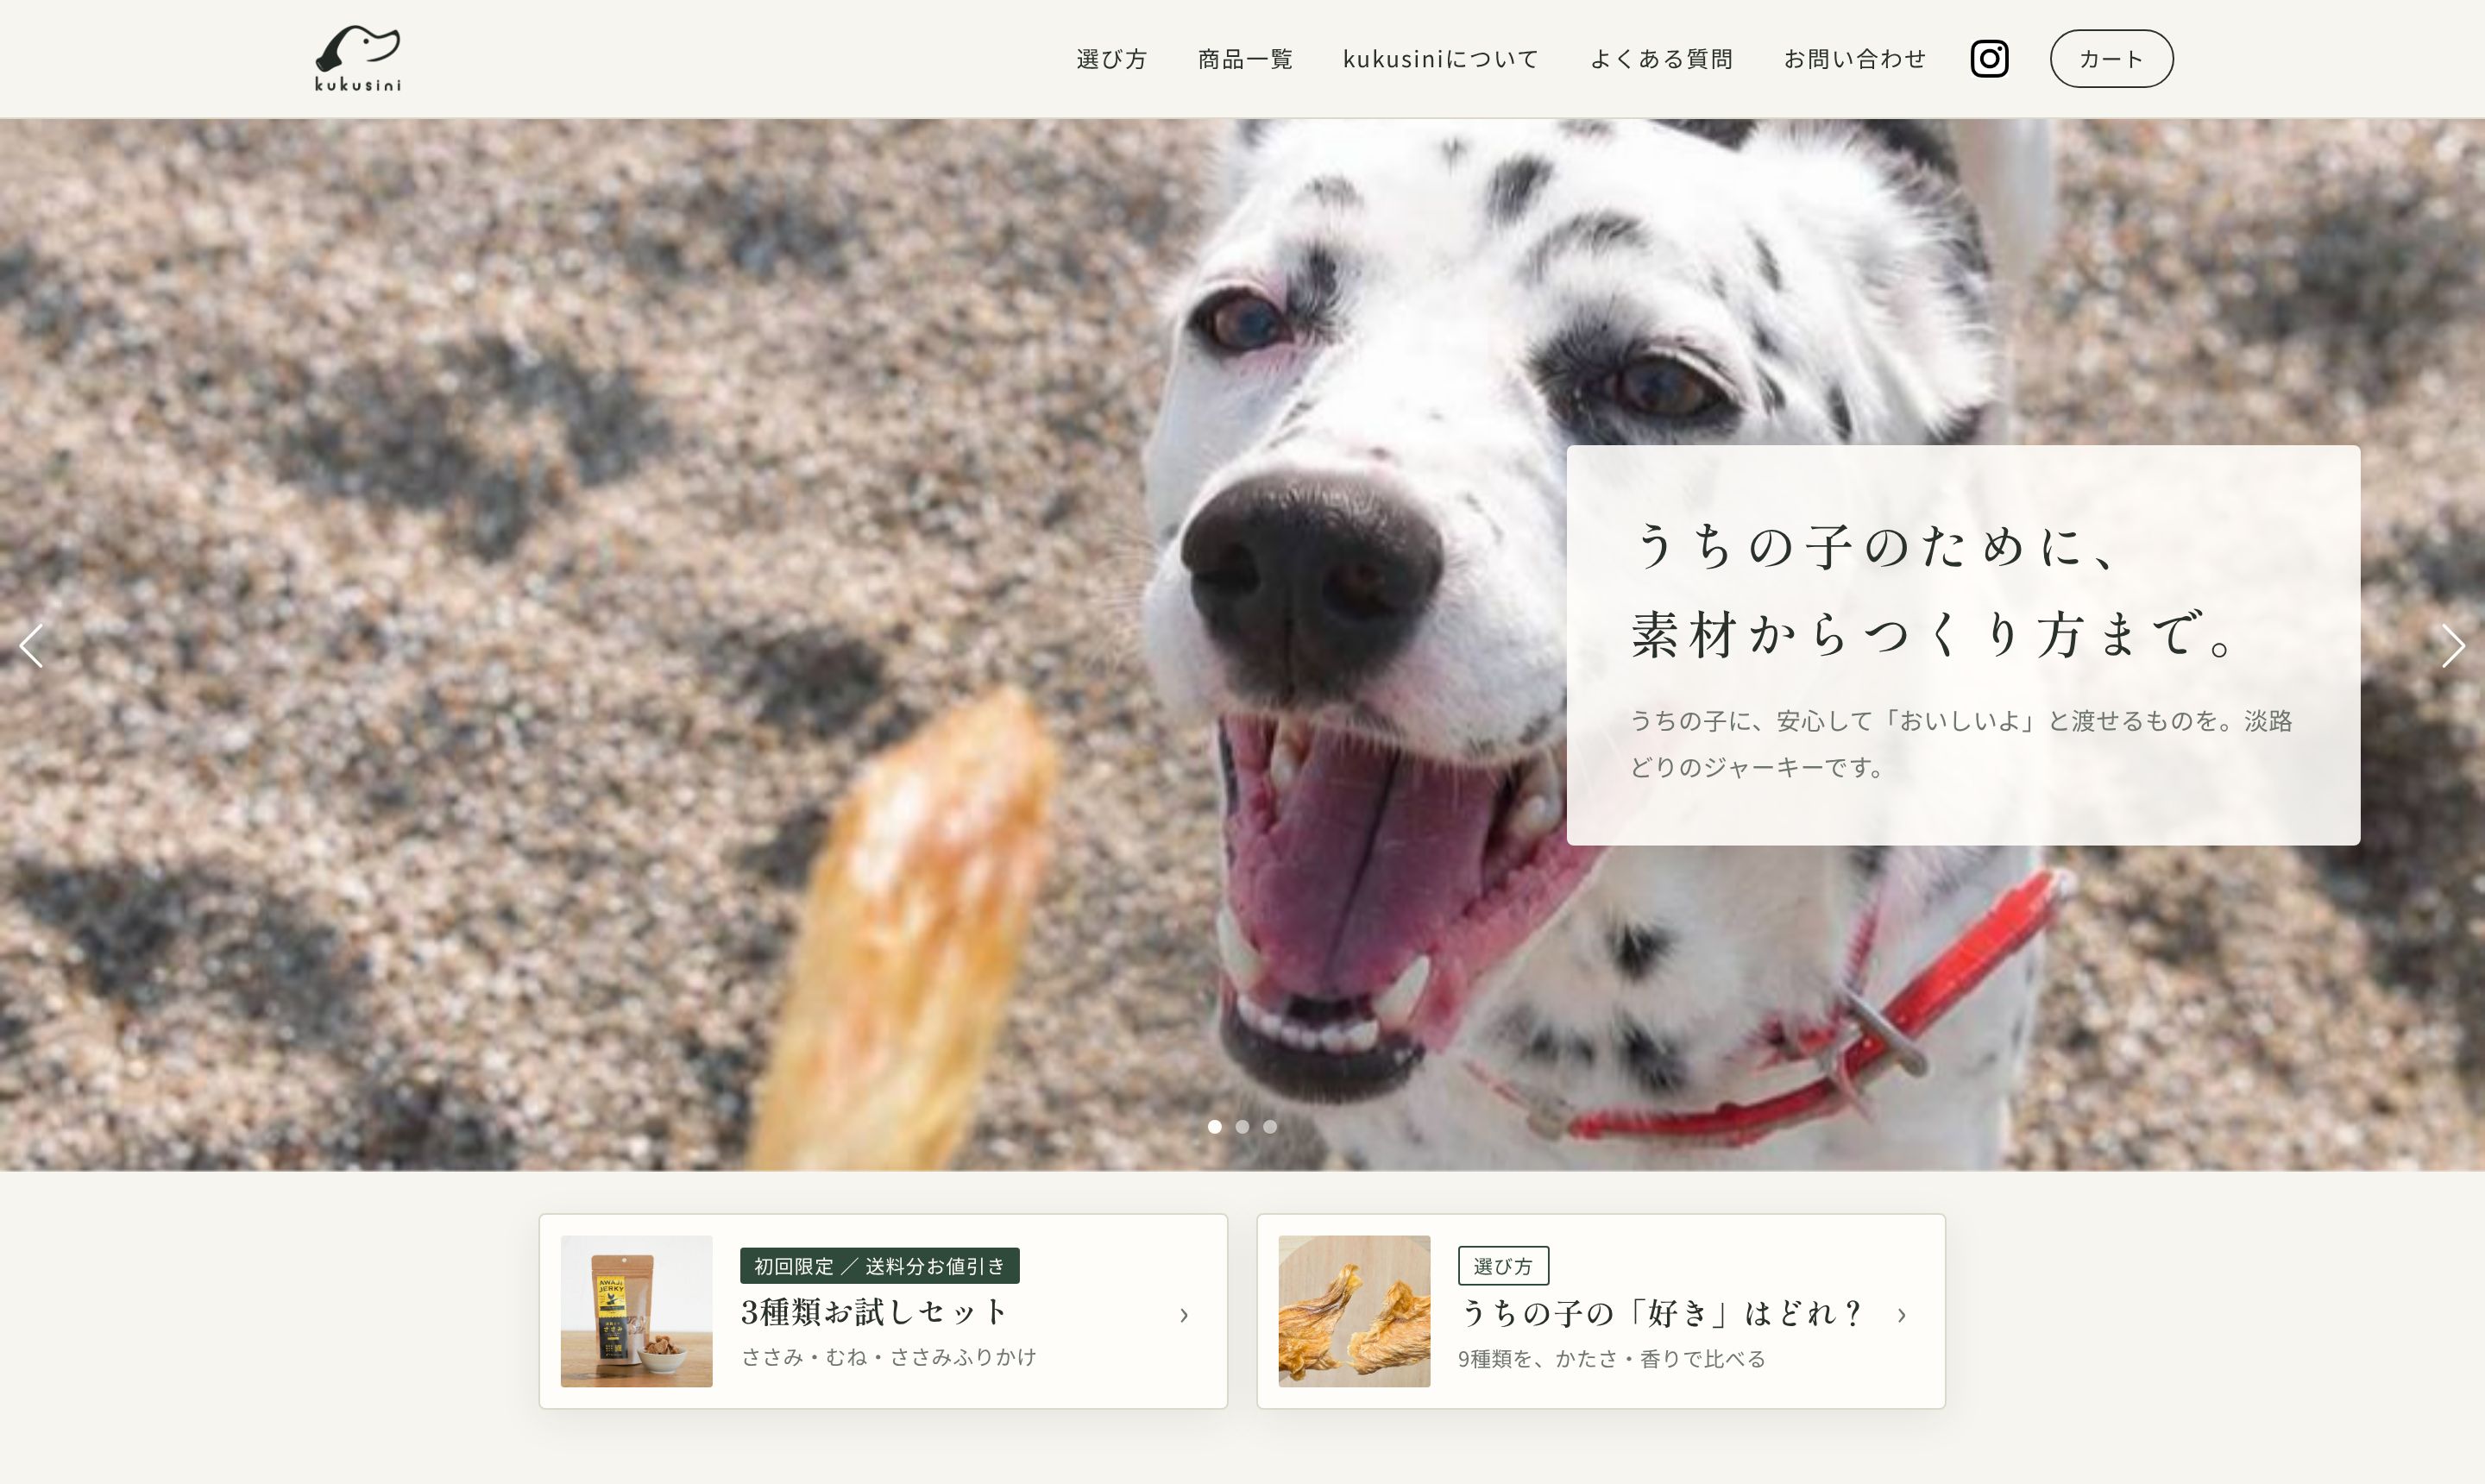 kukusini
選び方
商品一覧
kukusiniについて
よくある質問
お問い合わせ
カート
うちの子のために、
素材からつくり方まで。
うちの子に、安心して「おいしいよ」と渡せるものを。淡路
どりのジャーキーです。
初回限定 ／ 送料分お値引き
3種類お試しセット
ささみ・むね・ささみふりかけ
AWAJI
JERKY
ささみ
選び方
うちの子の「好き」はどれ？
9種類を、かたさ・香りで比べる